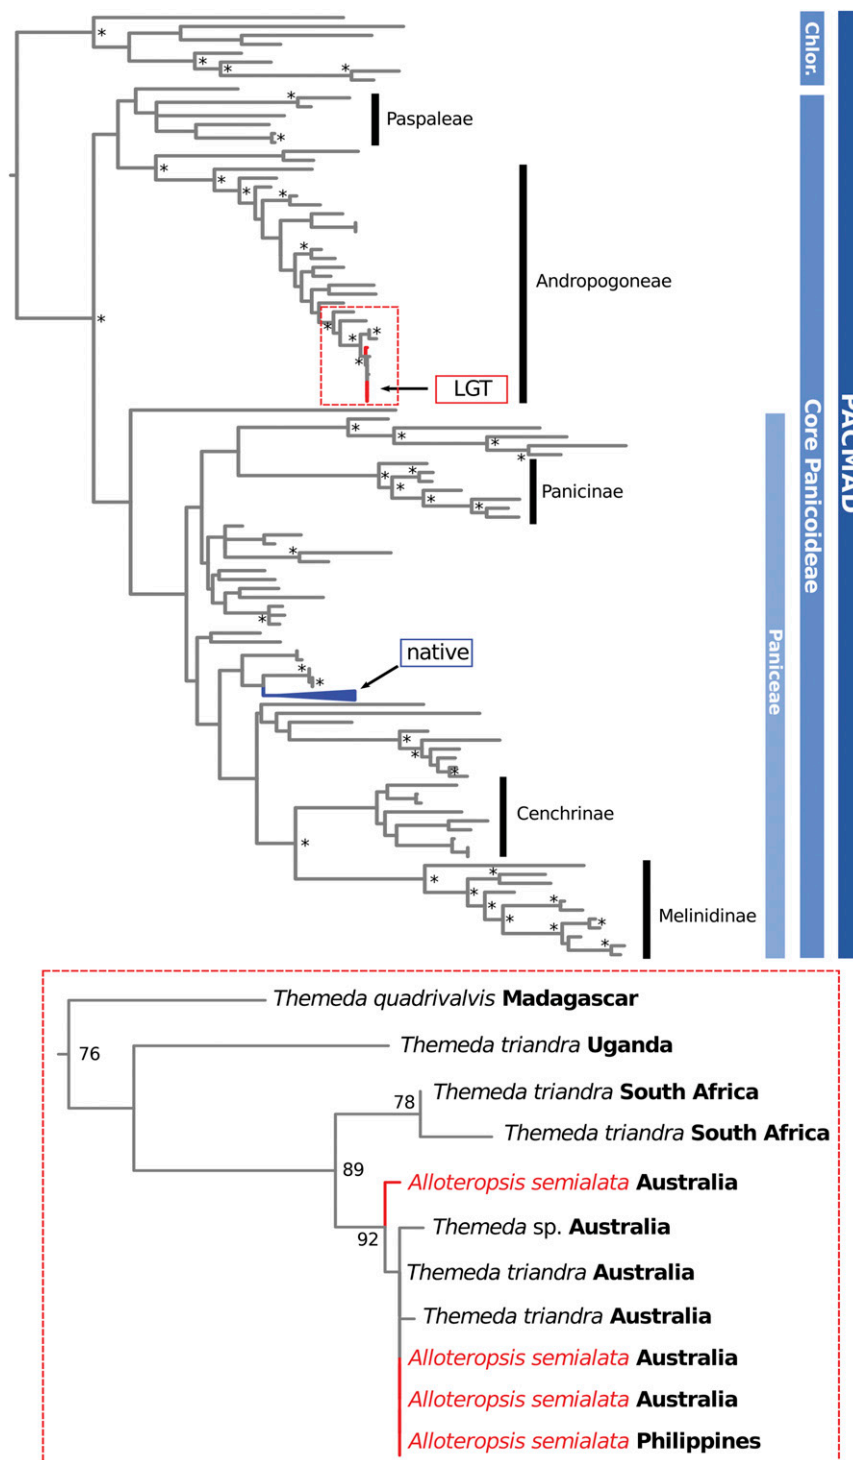 Chlor.
PACMAD
Core Panicoideae
Paniceae
Paspaleae
Andropogoneae
LGT
Panicinae
native
Cenchrinae
Melinidinae
Themeda quadrivalvis Madagascar
76
Themeda triandra Uganda
78
Themeda triandra South Africa
Themeda triandra South Africa
89
Alloteropsis semialata Australia
92
Themeda sp. Australia
Themeda triandra Australia
Themeda triandra Australia
Alloteropsis semialata Australia
Alloteropsis semialata Australia
Alloteropsis semialata Philippines